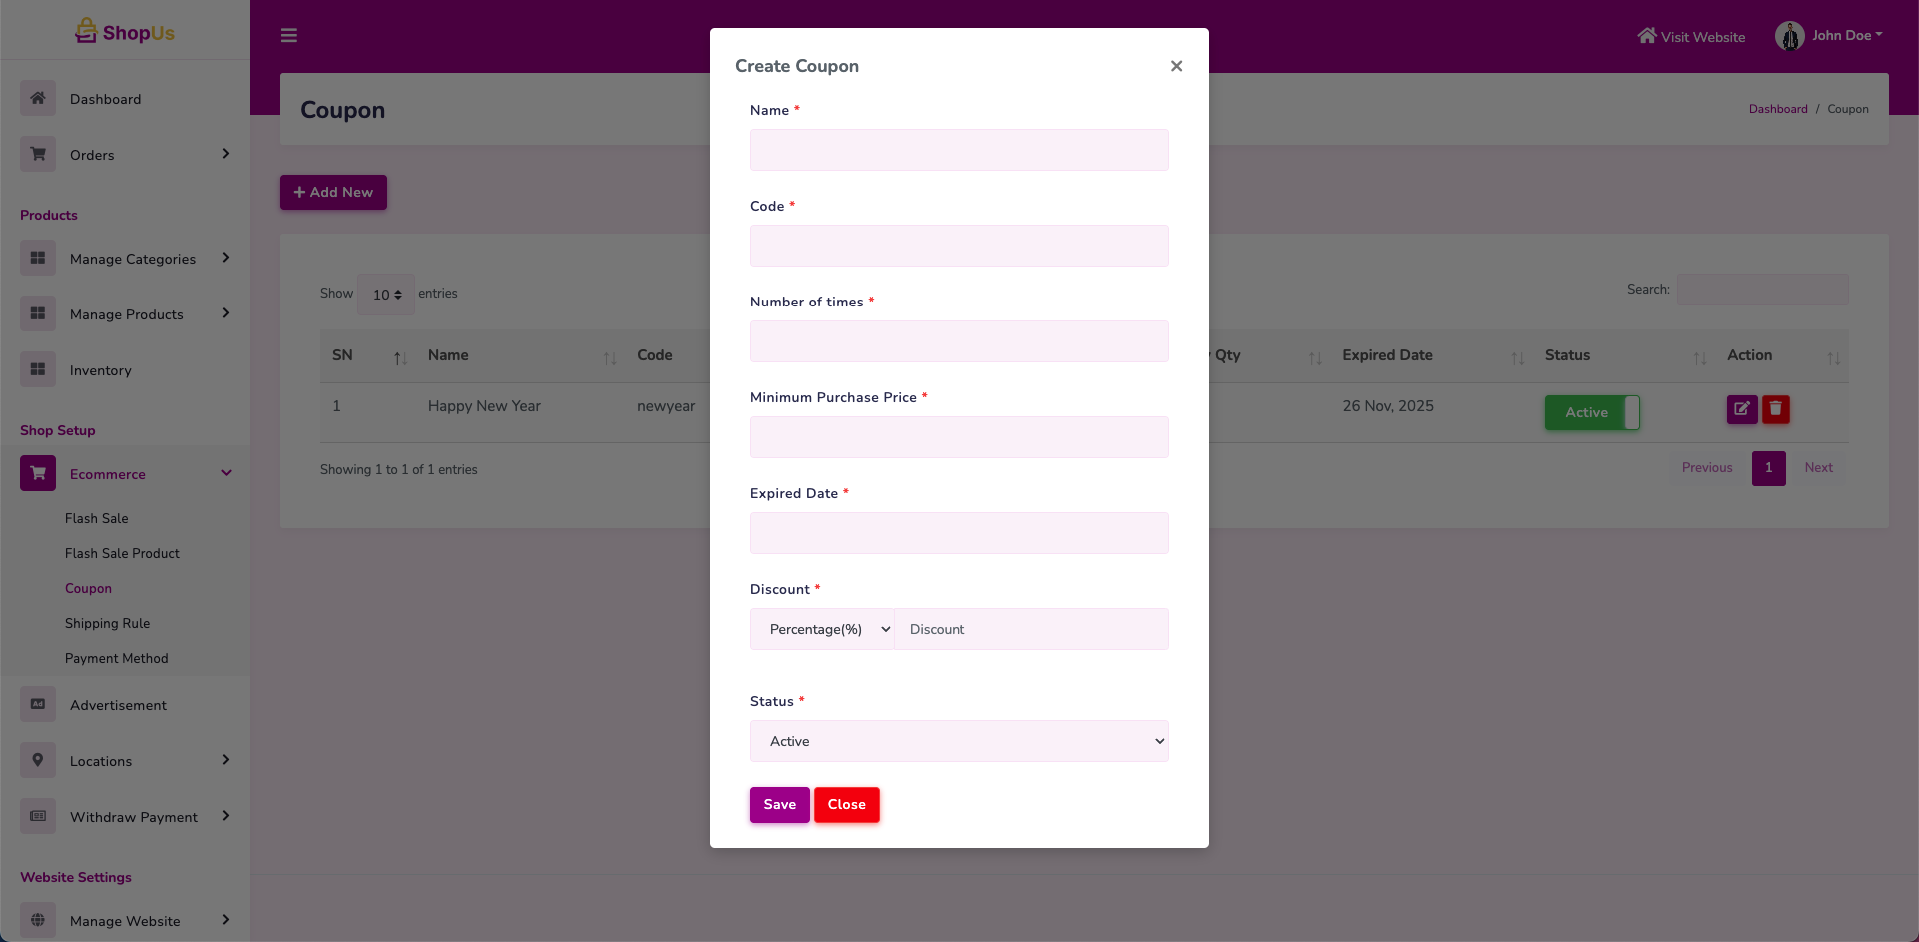 ShopUs
Visit Website
John Doe
Dashboard
Orders
Products
Manage Categories
Manage Products
Inventory
Shop Setup
Ecommerce
Flash Sale
Flash Sale Product
Coupon
Shipping Rule
Payment Method
Ad Advertisement
Locations
Withdraw Payment
Website Settings
Manage Website
Coupon
Dashboard / Coupon
+ Add New
Show 10 entries
Search:
SN Name Code Qty Expired Date Status Action
1 Happy New Year newyear 26 Nov, 2025 Active
Showing 1 to 1 of 1 entries
Previous 1 Next
Create Coupon ×
Name *
Code *
Number of times *
Minimum Purchase Price *
Expired Date *
Discount *
Percentage(%) Discount
Status *
Active
Save Close